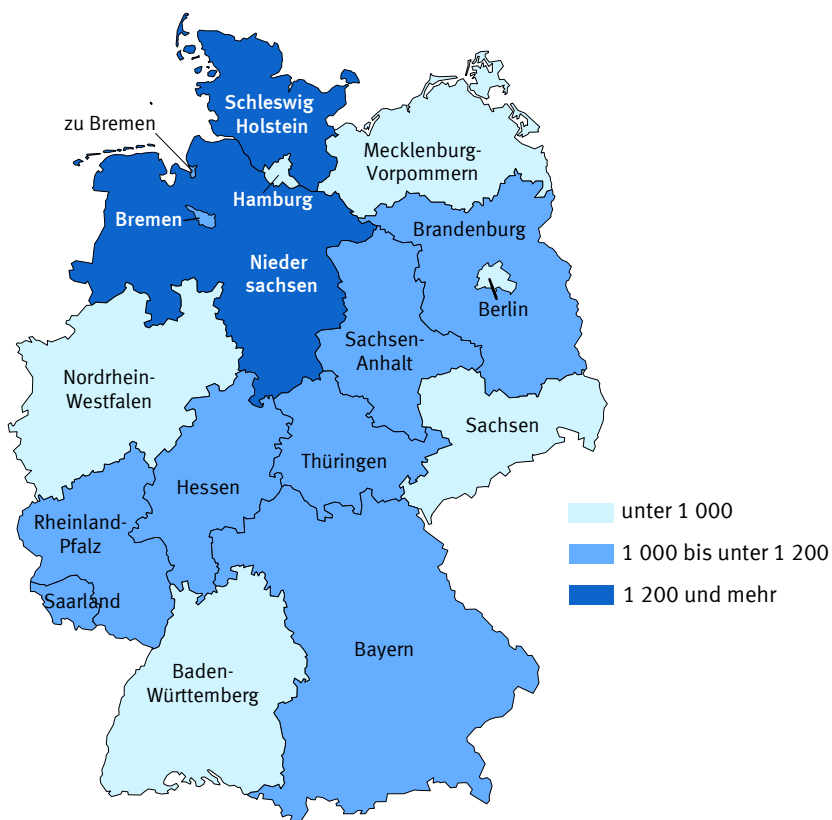 Schleswig
Holstein
zu Bremen
Mecklenburg-
Vorpommern
Hamburg
Bremen
Brandenburg
Nieder
sachsen
Berlin
Sachsen-
Anhalt
Nordrhein-
Westfalen
Sachsen
Thüringen
Hessen
Rheinland-
Pfalz
Saarland
Bayern
Baden-
Württemberg
unter 1 000
1 000 bis unter 1 200
1 200 und mehr